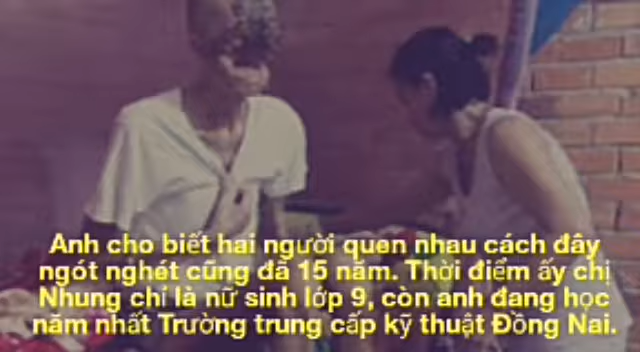 Anh cho biết hai người quen nhau cách đây
ngót nghét cũng đã 15 năm. Thời điểm ấy chị
Nhung chỉ là nữ sinh lớp 9, còn anh đang học
năm nhất Trường trung cấp kỹ thuật Đồng Nai.